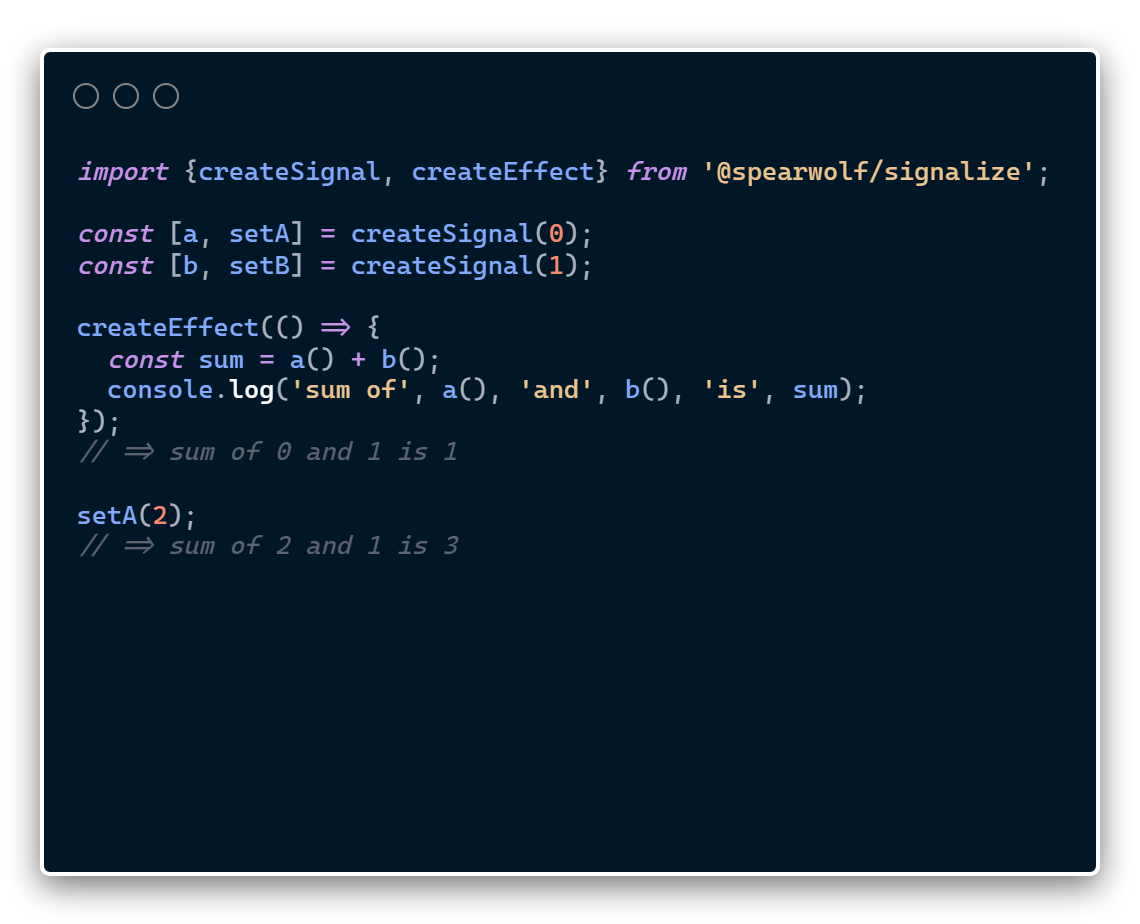 import {createSignal, createEffect} from '@spearwolf/signalize';
const [a, setA] = createSignal(0);
const [b, setB] = createSignal(1);
createEffect(() => {
  const sum = a() + b();
  console.log('sum of', a(), 'and', b(), 'is', sum);
});
// => sum of 0 and 1 is 1
setA(2);
// => sum of 2 and 1 is 3